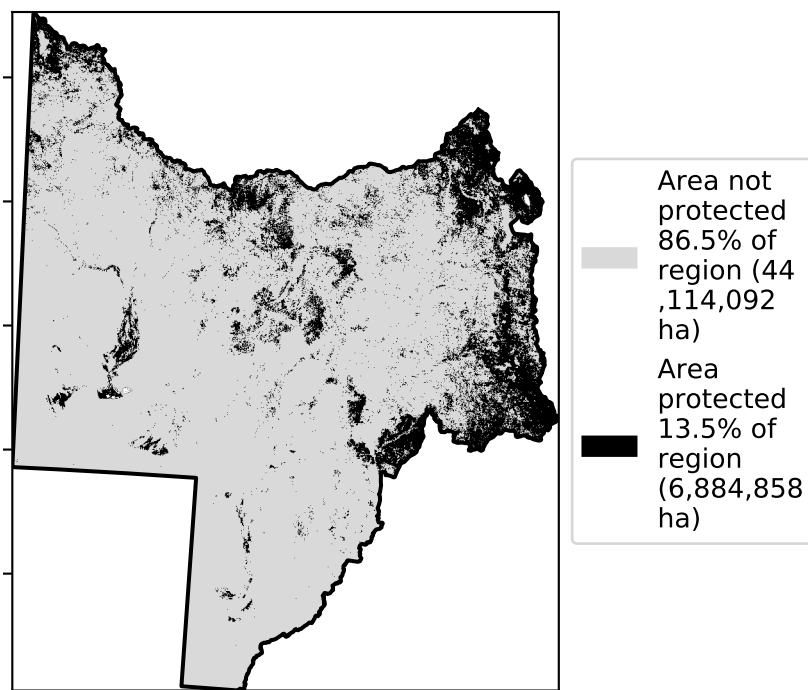 Area not
protected
86.5% of
region (44
,114,092
ha)
Area
protected
13.5% of
region
(6,884,858
ha)